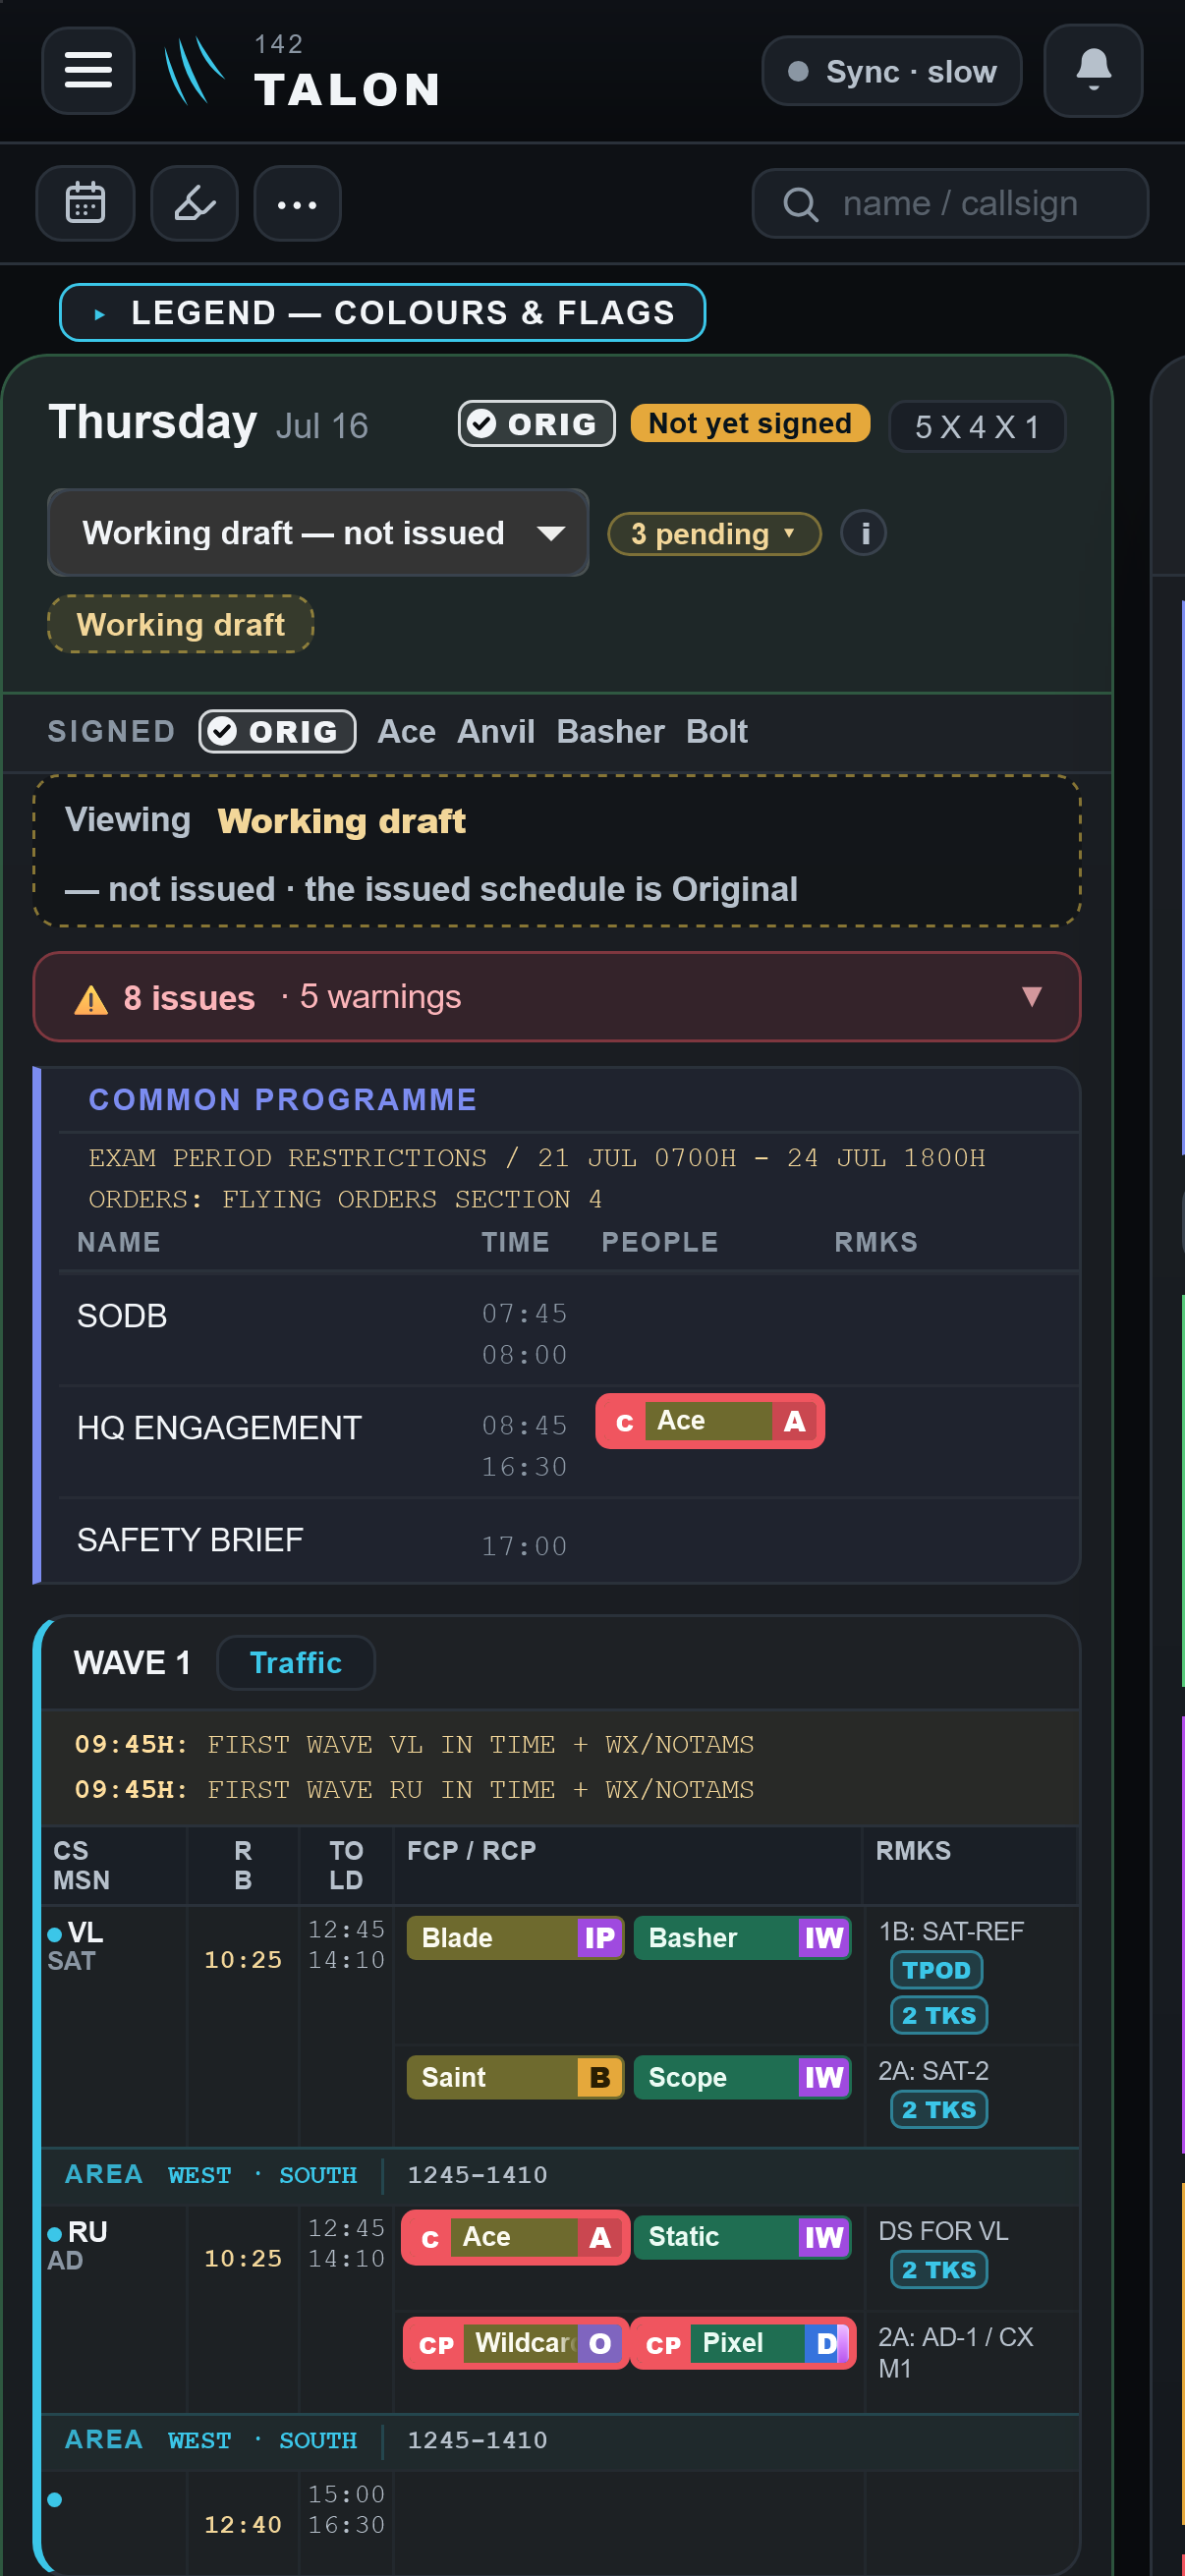 142
TALON
Sync · slow
name / callsign
▸ LEGEND — COLOURS & FLAGS
Thursday Jul 16 ORIG Not yet signed 5 X 4 X 1
Working draft — not issued 3 pending ▾ i
Working draft
SIGNED ORIG Ace Anvil Basher Bolt
Viewing Working draft
— not issued · the issued schedule is Original
⚠ 8 issues · 5 warnings ▼
COMMON PROGRAMME
EXAM PERIOD RESTRICTIONS / 21 JUL 0700H - 24 JUL 1800H
ORDERS: FLYING ORDERS SECTION 4
NAME TIME PEOPLE RMKS
SODB 07:45
08:00
HQ ENGAGEMENT 08:45 C Ace A
16:30
SAFETY BRIEF 17:00
WAVE 1 Traffic
09:45H: FIRST WAVE VL IN TIME + WX/NOTAMS
09:45H: FIRST WAVE RU IN TIME + WX/NOTAMS
CS R TO FCP / RCP RMKS
MSN B LD
VL 12:45 Blade IP Basher IW 1B: SAT-REF
SAT 10:25 14:10 TPOD
2 TKS
Saint B Scope IW 2A: SAT-2
2 TKS
AREA WEST · SOUTH 1245-1410
RU 12:45 C Ace A Static IW DS FOR VL
AD 10:25 14:10 2 TKS
CP Wildcar O CP Pixel D 2A: AD-1 / CX
M1
AREA WEST · SOUTH 1245-1410
15:00
12:40 16:30